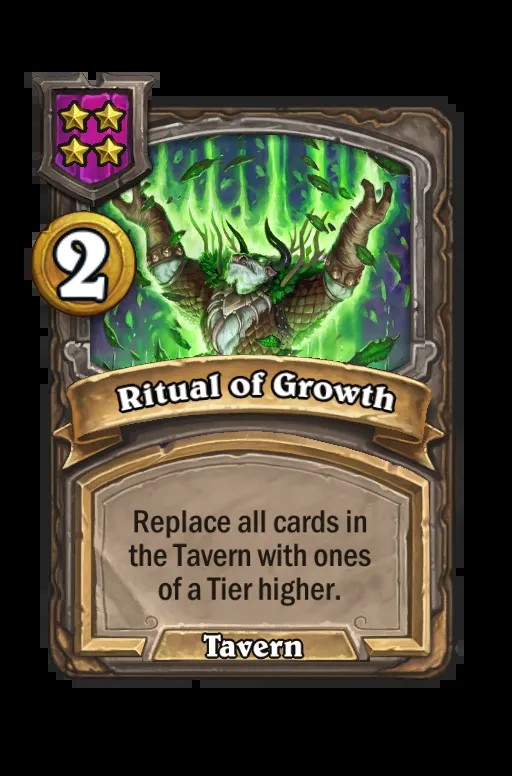 2
Ritual of Growth
Replace all cards in
the Tavern with ones
of a Tier higher.
Tavern